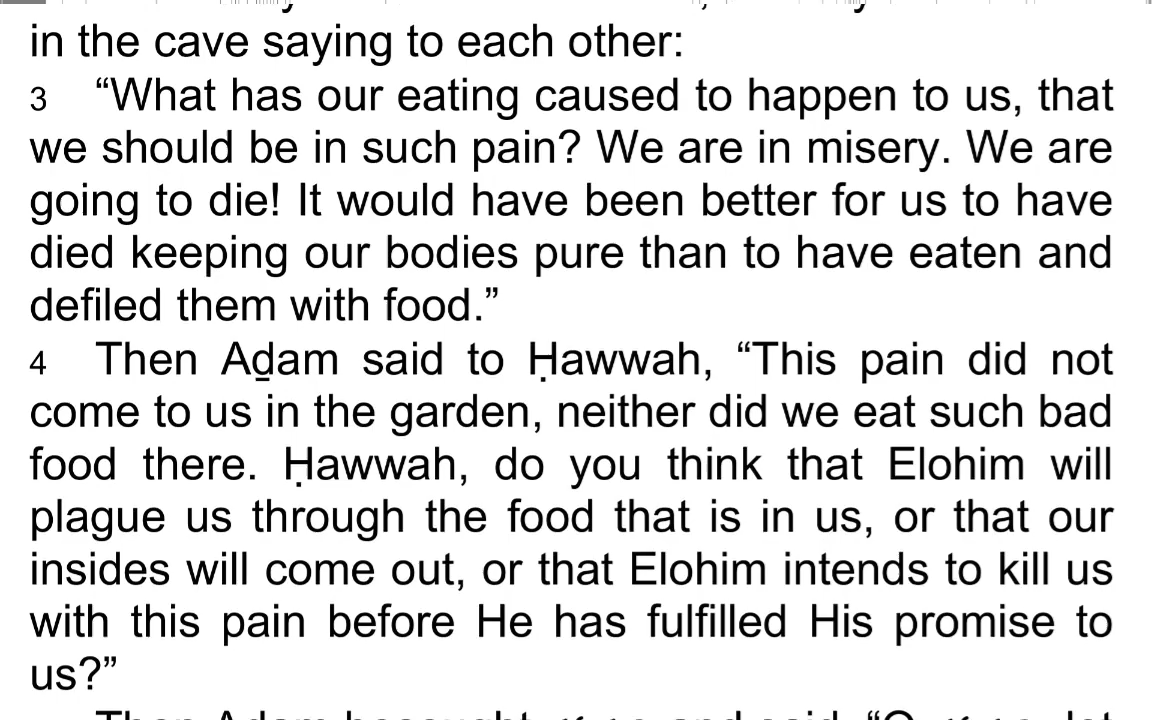 in the cave saying to each other:
3 “What has our eating caused to happen to us, that
we should be in such pain? We are in misery. We are
going to die! It would have been better for us to have
died keeping our bodies pure than to have eaten and
defiled them with food.”
4 Then Aḏam said to Ḥawwah, “This pain did not
come to us in the garden, neither did we eat such bad
food there. Ḥawwah, do you think that Elohim will
plague us through the food that is in us, or that our
insides will come out, or that Elohim intends to kill us
with this pain before He has fulfilled His promise to
us?”